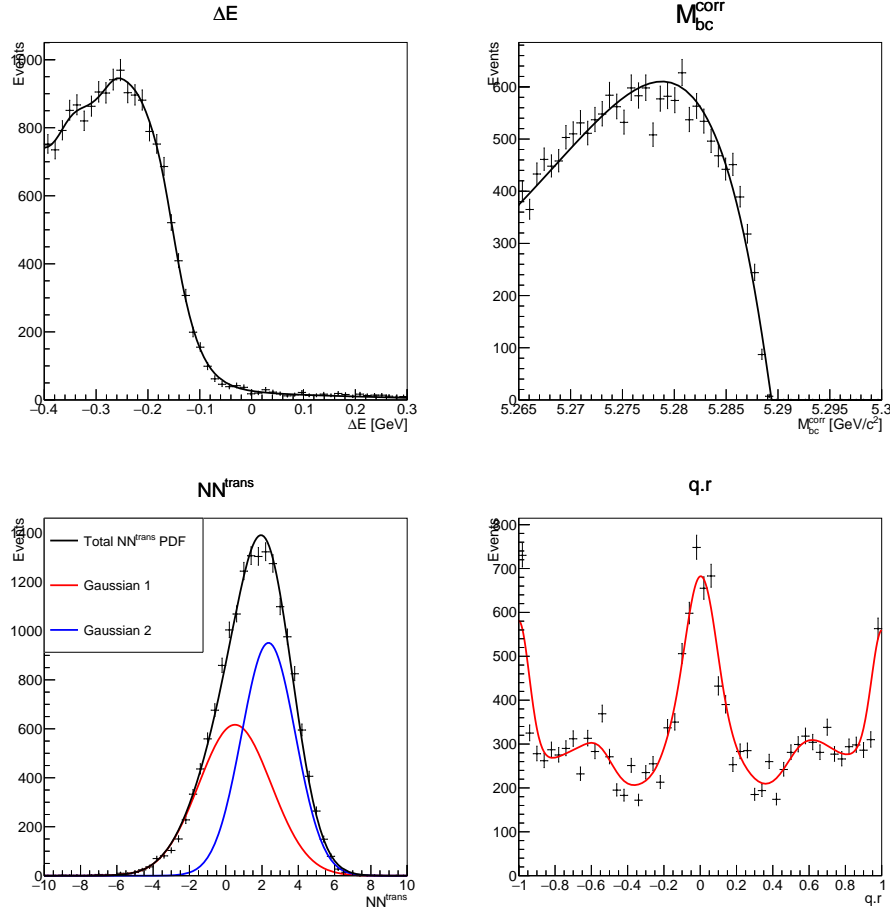 ΔE
Events
1000
800
600
400
200
0
−0.4 −0.3 −0.2 −0.1 0 0.1 0.2 0.3
ΔE [GeV]
M_bc^corr
Events
600
500
400
300
200
100
0
5.265 5.27 5.275 5.28 5.285 5.29 5.295 5.3
M_bc^corr [GeV/c²]
NN^trans
Events
1400
1200
1000
800
600
400
200
0
Total NN^trans PDF
Gaussian 1
Gaussian 2
−10 −8 −6 −4 −2 0 2 4 6 8 10
NN^trans
q.r
Events
800
700
600
500
400
300
200
100
0
−1 −0.8 −0.6 −0.4 −0.2 0 0.2 0.4 0.6 0.8 1
q.r